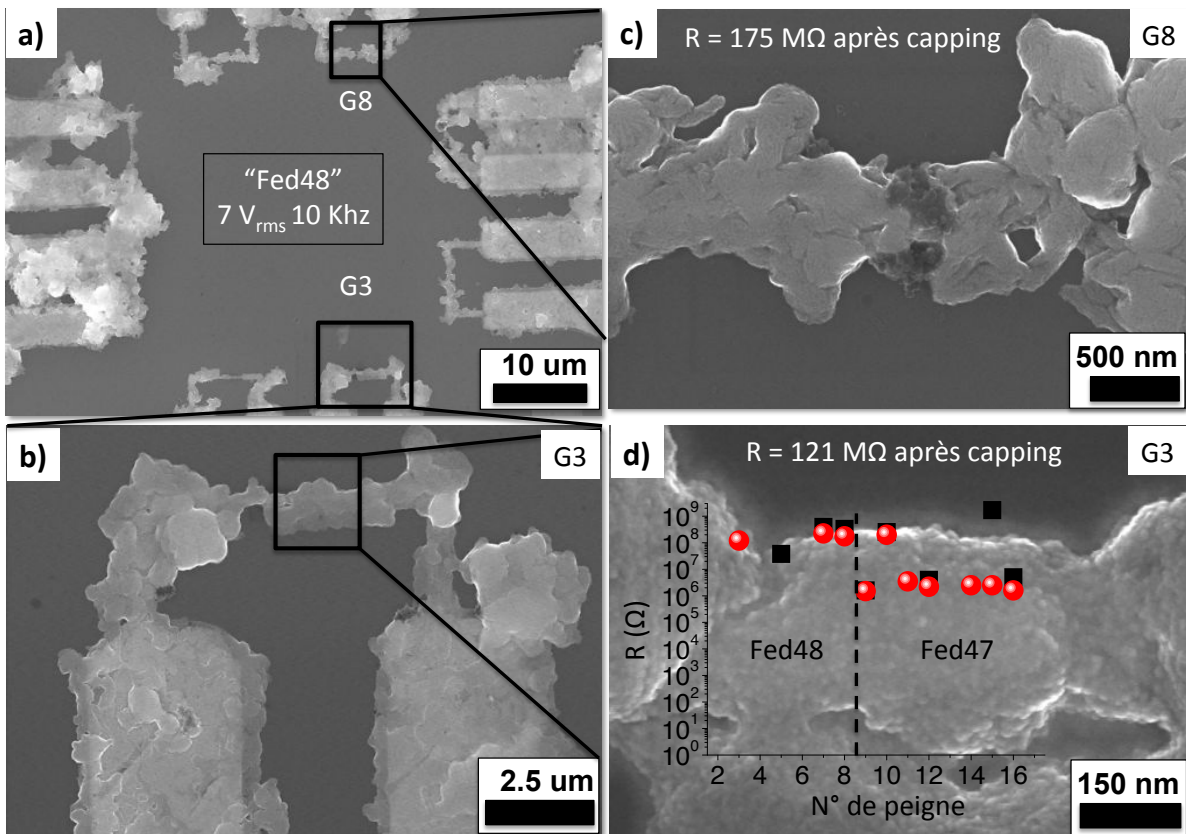 a)
G8
“Fed48”
7 Vrms 10 Khz
G3
10 um
c)
R = 175 MΩ après capping
G8
500 nm
b)
G3
2.5 um
d)
R = 121 MΩ après capping
G3
10⁹
10⁸
10⁷
10⁶
10⁵
10⁴
10³
10²
10¹
10⁰
R (Ω)
Fed48
Fed47
2 4 6 8 10 12 14 16
N° de peigne
150 nm